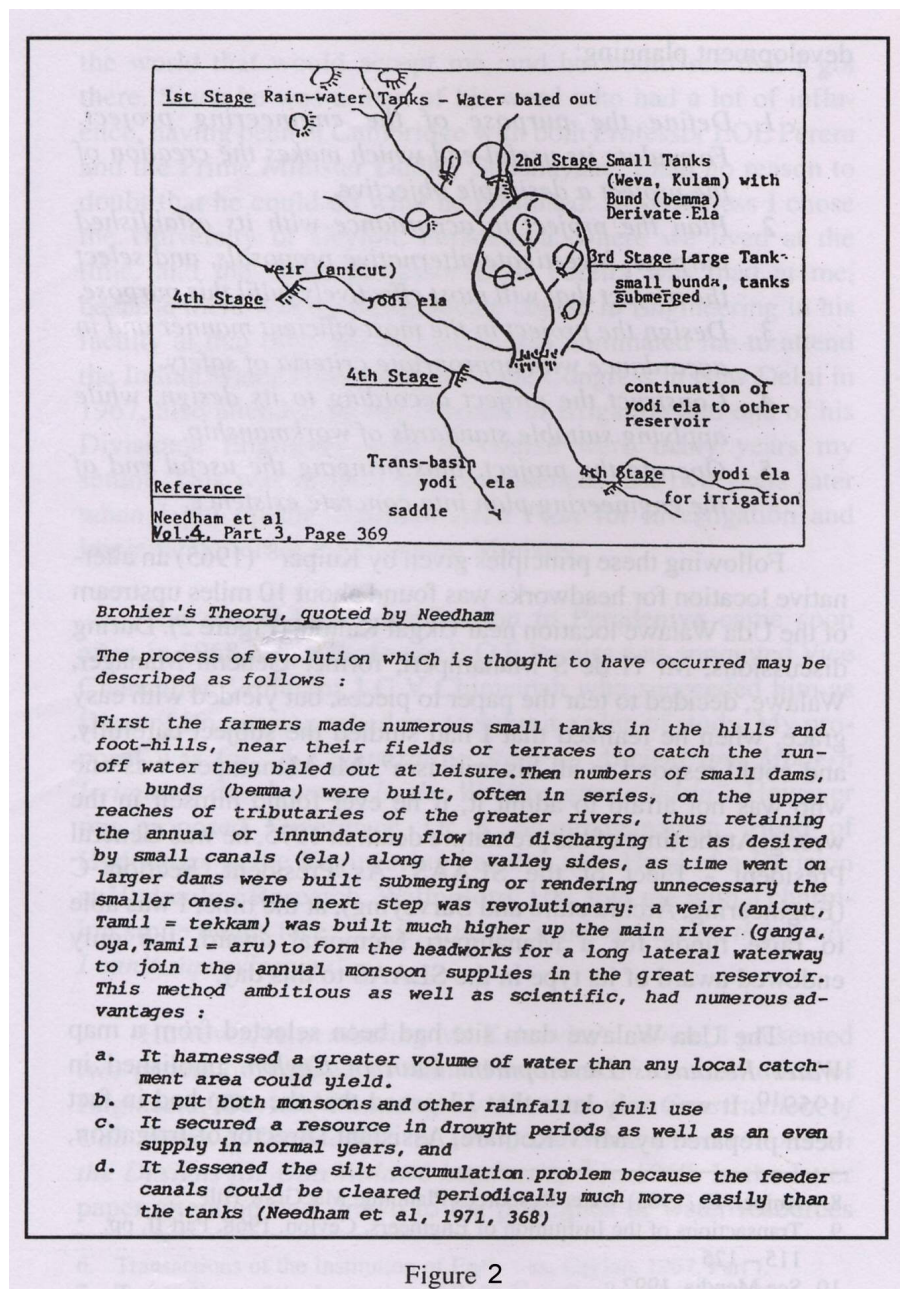 1st Stage Rain-water Tanks - Water baled out
2nd Stage Small Tanks
(Weva, Kulam) with
Bund (bemma)
Derivate Ela
3rd Stage Large Tank-
small bunds, tanks
submerged
weir (anicut)
4th Stage
yodi ela
4th Stage
continuation of
yodi ela to other
reservoir
Trans-basin
yodi ela
saddle
4th Stage yodi ela
for irrigation
Reference
Needham et al
Vol.4, Part 3, Page 369
Brohier's Theory, quoted by Needham
The process of evolution which is thought to have occurred may be
described as follows :
First the farmers made numerous small tanks in the hills and
foot-hills, near their fields or terraces to catch the run-
off water they baled out at leisure.Then numbers of small dams,
or bunds (bemma) were built, often in series, on the upper
reaches of tributaries of the greater rivers, thus retaining
the annual or inundatory flow and discharging it as desired
by small canals (ela) along the valley sides, as time went on
larger dams were built submerging or rendering unnecessary the
smaller ones. The next step was revolutionary: a weir (anicut,
Tamil = tekkam) was built much higher up the main river (ganga,
oya,Tamil = aru)to form the headworks for a long lateral waterway
to join the annual monsoon supplies in the great reservoir.
This method ambitious as well as scientific, had numerous ad-
vantages :
a. It harnessed a greater volume of water than any local catch-
ment area could yield.
b. It put both monsoon and other rainfall to full use
c. It secured a resource in drought periods as well as an even
supply in normal years, and
d. It lessened the silt accumulation problem because the feeder
canals could be cleared periodically much more easily than
the tanks (Needham et al, 1971, 368).
Figure 2